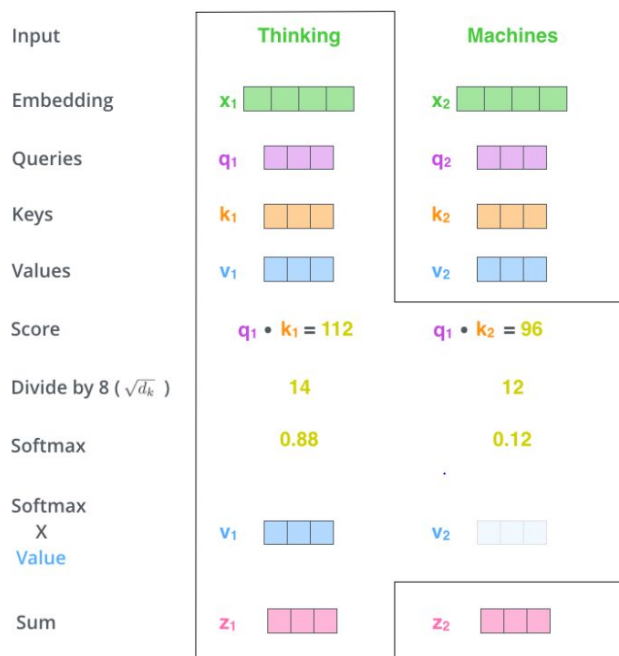 Input Thinking Machines
Embedding x₁ x₂
Queries q₁ q₂
Keys k₁ k₂
Values v₁ v₂
Score q₁ • k₁ = 112 q₁ • k₂ = 96
Divide by 8 ( √dₖ ) 14 12
Softmax 0.88 0.12
Softmax
X v₁ v₂
Value
Sum z₁ z₂